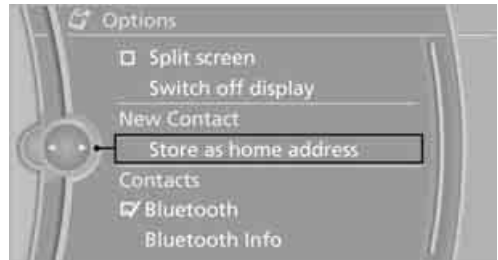 Options
Split screen
Switch off display
New Contact
Store as home address
Contacts
Bluetooth
Bluetooth Info